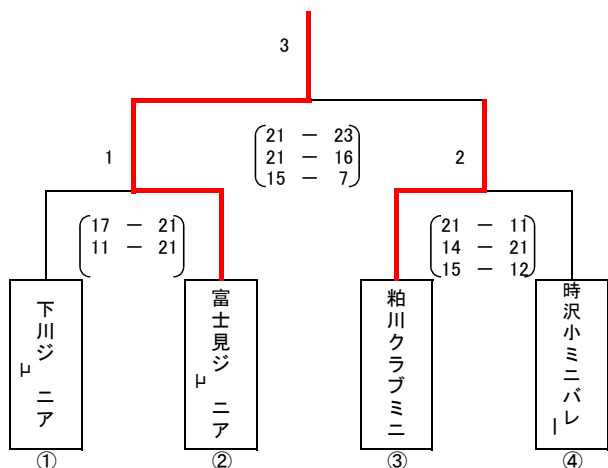 3
1
21 － 23
21 － 16
15 － 7
2
17 － 21
11 － 21
21 － 11
14 － 21
15 － 12
下川ジュニア
富士見ジュニア
粕川クラブミニ
時沢小ミニバレー
①
②
③
④